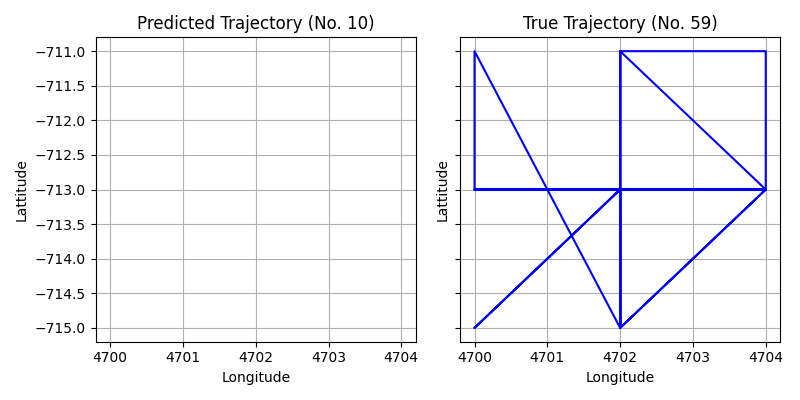 Predicted Trajectory (No. 10)
−711.0
−711.5
−712.0
−712.5
−713.0
−713.5
−714.0
−714.5
−715.0
Lattitude
4700 4701 4702 4703 4704
Longitude
True Trajectory (No. 59)
Lattitude
4700 4701 4702 4703 4704
Longitude